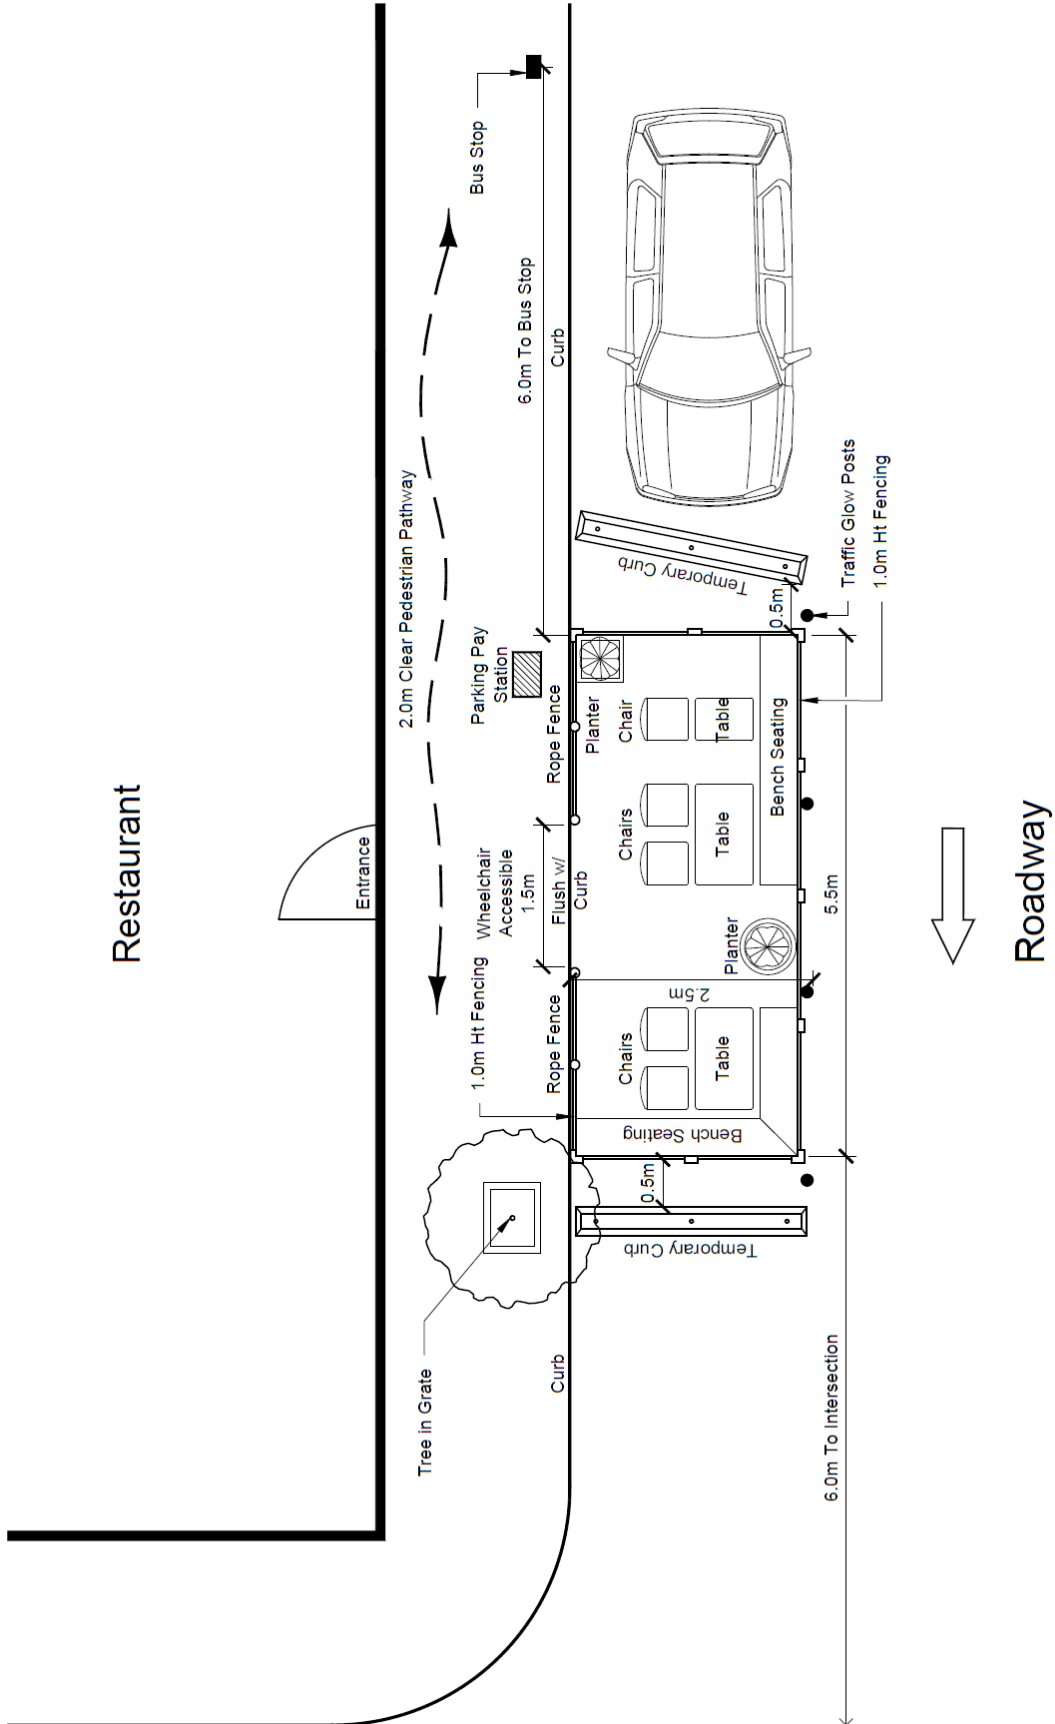 Restaurant
Entrance
2.0m Clear Pedestrian Pathway
Bus Stop
6.0m To Bus Stop
Curb
Parking Pay
Station
Rope Fence
Wheelchair
Accessible
1.5m
Flush w/
Curb
1.0m Ht Fencing
Rope Fence
Tree in Grate
Curb
Planter
Chair
Table
Chairs
Table
Bench Seating
Planter
2.5m
Chairs
Table
Bench Seating
0.5m
Temporary Curb
0.5m
Temporary Curb
Traffic Glow Posts
1.0m Ht Fencing
5.5m
6.0m To Intersection
Roadway